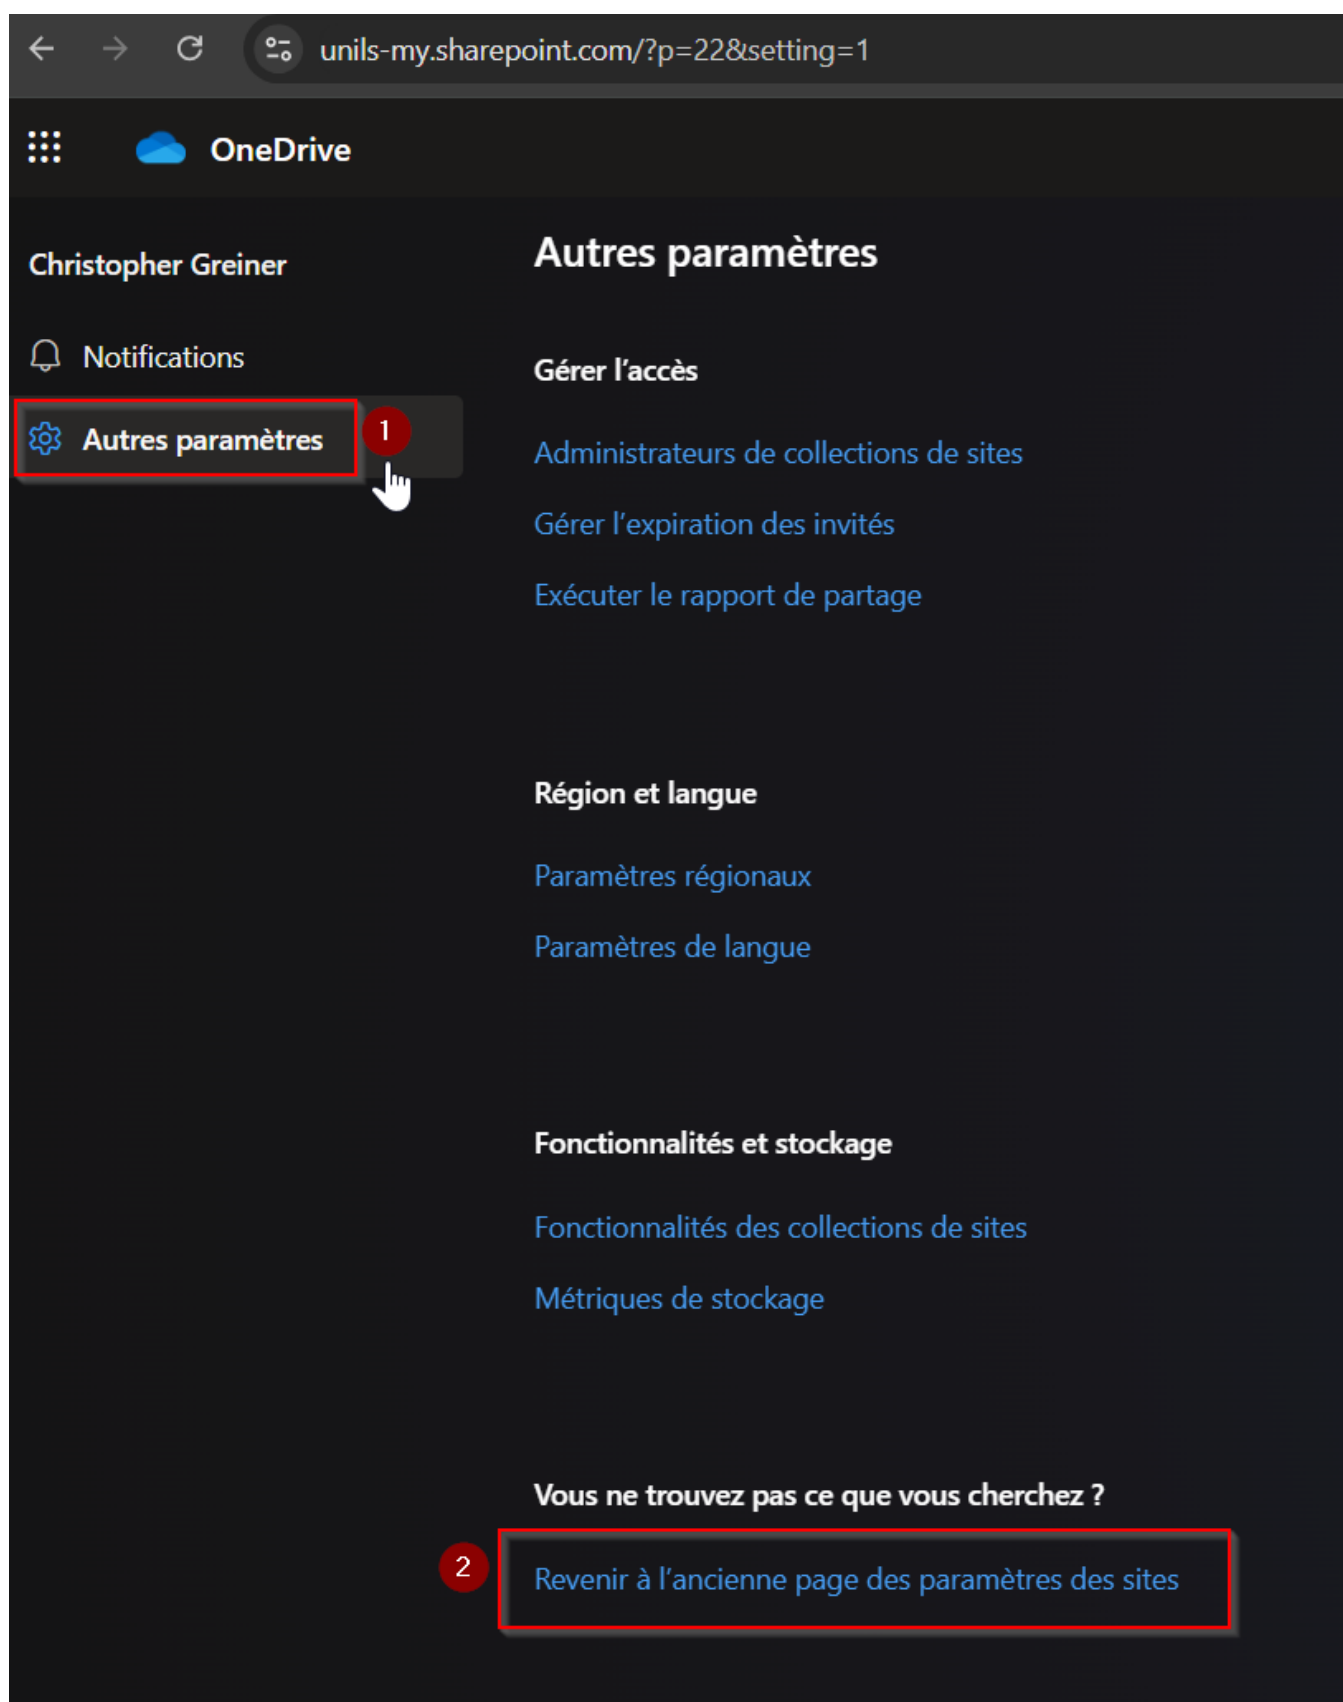 unils-my.sharepoint.com/?p=22&setting=1
OneDrive
Christopher Greiner
Notifications
Autres paramètres
1
Autres paramètres
Gérer l’accès
Administrateurs de collections de sites
Gérer l’expiration des invités
Exécuter le rapport de partage
Région et langue
Paramètres régionaux
Paramètres de langue
Fonctionnalités et stockage
Fonctionnalités des collections de sites
Métriques de stockage
Vous ne trouvez pas ce que vous cherchez ?
2
Revenir à l’ancienne page des paramètres des sites